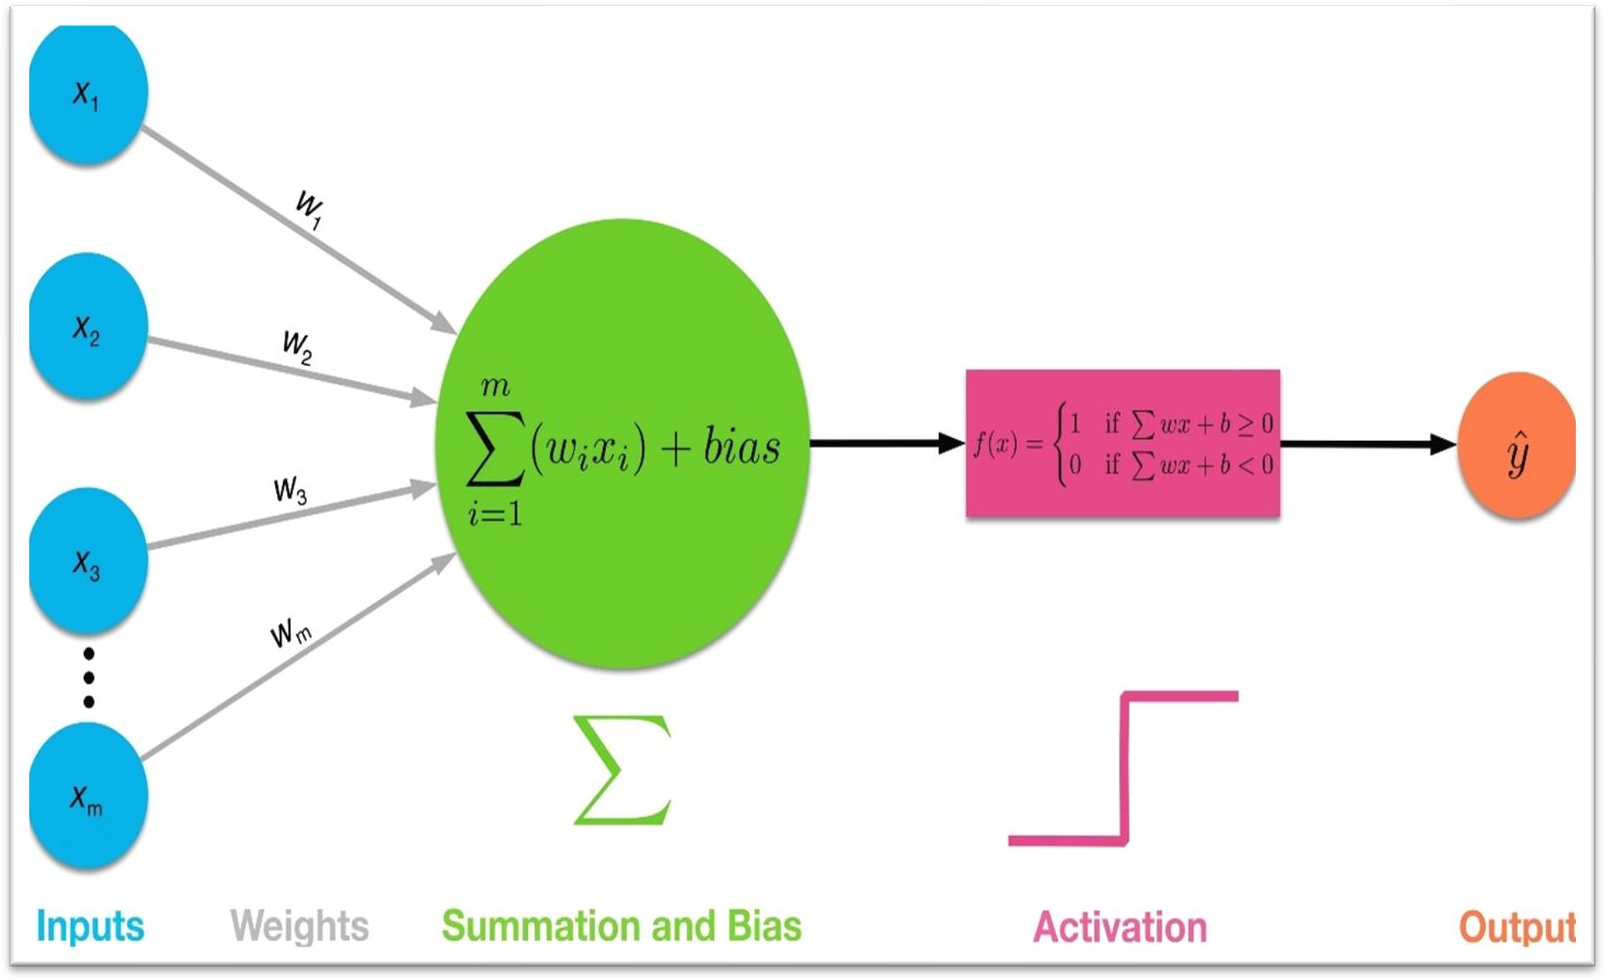 x₁
w₁
x₂
w₂
x₃
w₃
xₘ
wₘ
m
∑(wᵢxᵢ) + bias
i=1
f(x) = { 1 if ∑wx + b ≥ 0
0 if ∑wx + b < 0
ŷ
∑
Inputs Weights Summation and Bias Activation Output